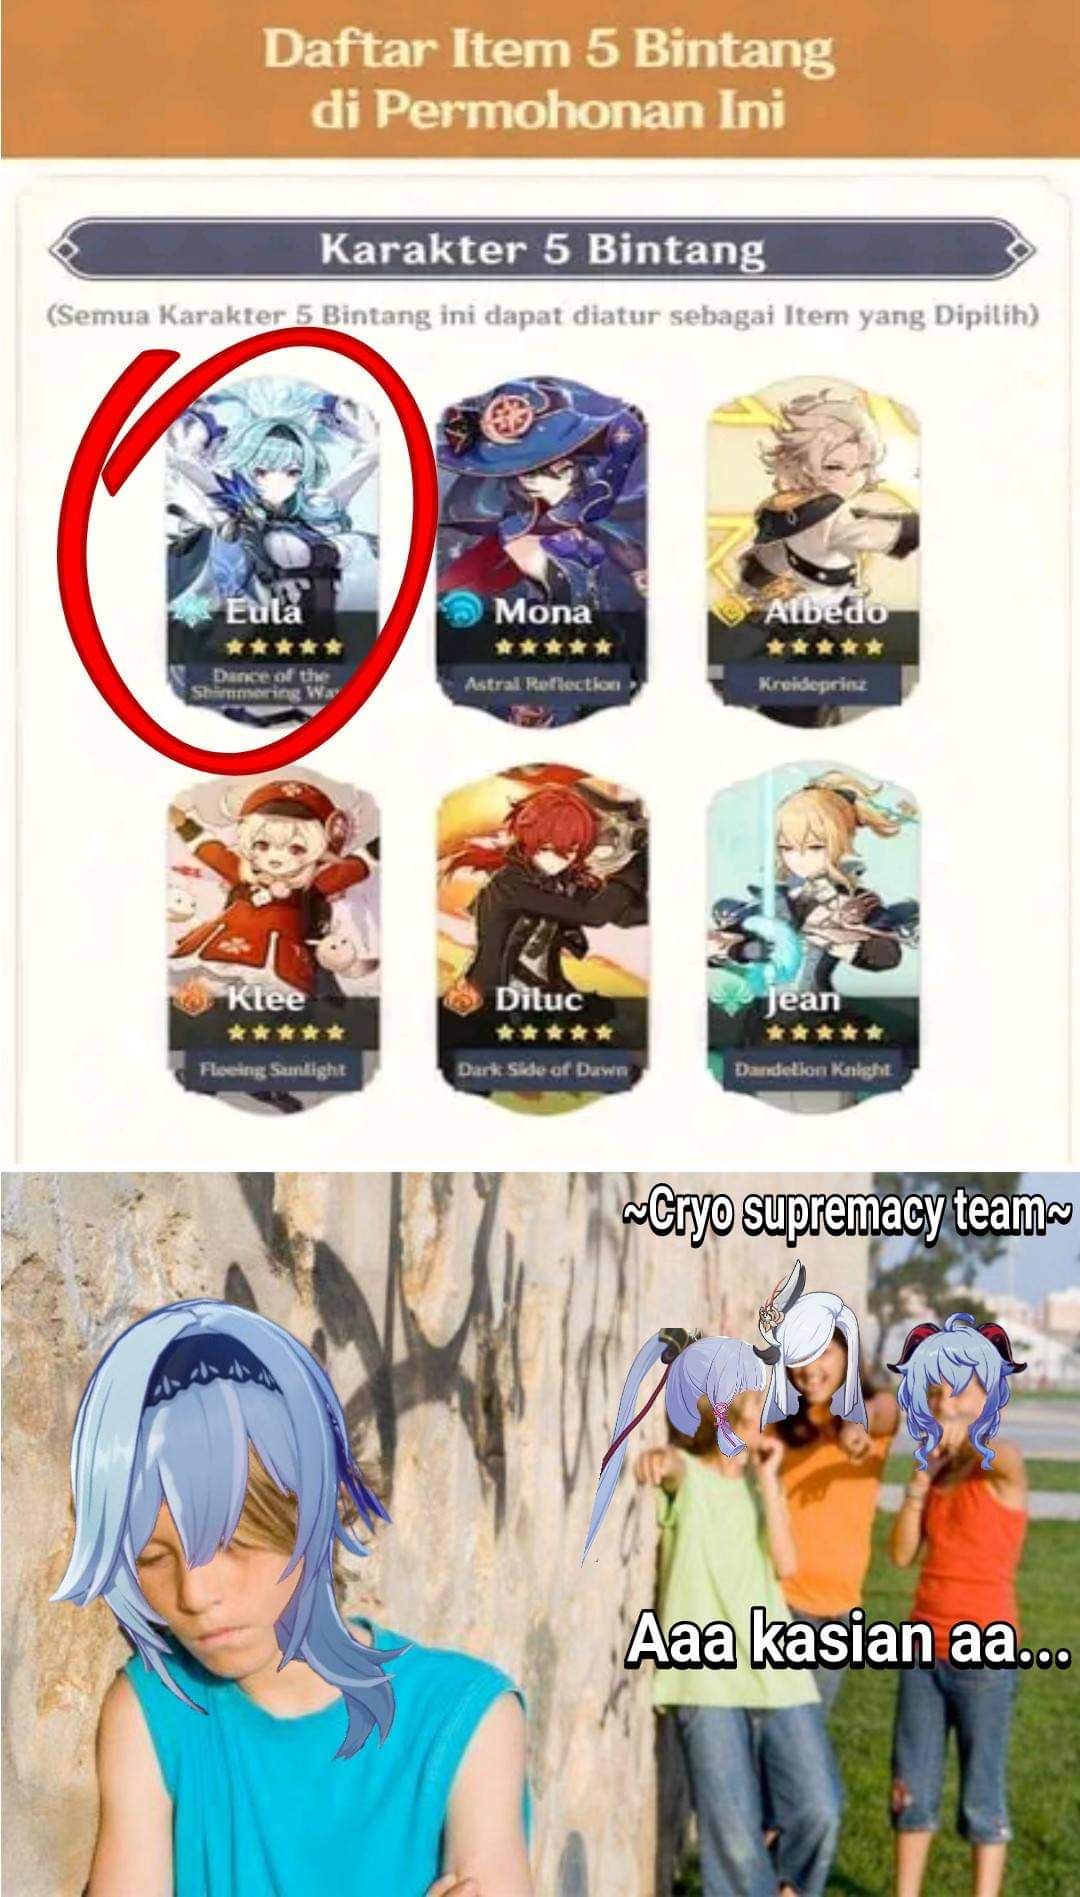 Daftar Item 5 Bintang
di Permohonan Ini
Karakter 5 Bintang
(Semua Karakter 5 Bintang ini dapat diatur sebagai Item yang Dipilih)
Eula
Dance of the
Shimmering Wa
Mona
Astral Reflection
Albedo
Kreideprinz
Klee
Fleeing Sunlight
Diluc
Dark Side of Dawn
Jean
Dandelion Knight
~Cryo supremacy team~
Aaa kasian aa...